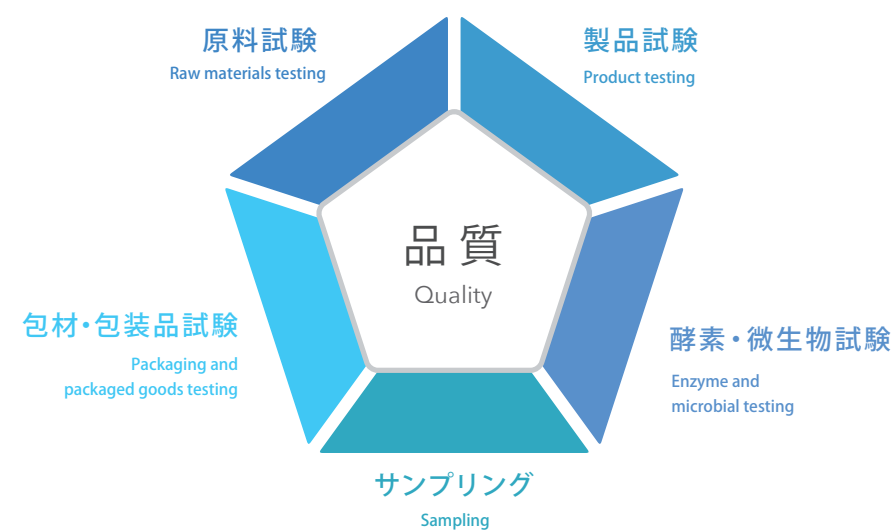 原料試験
Raw materials testing
製品試験
Product testing
品質
Quality
包材・包装品試験
Packaging and
packaged goods testing
酵素・微生物試験
Enzyme and
microbial testing
サンプリング
Sampling